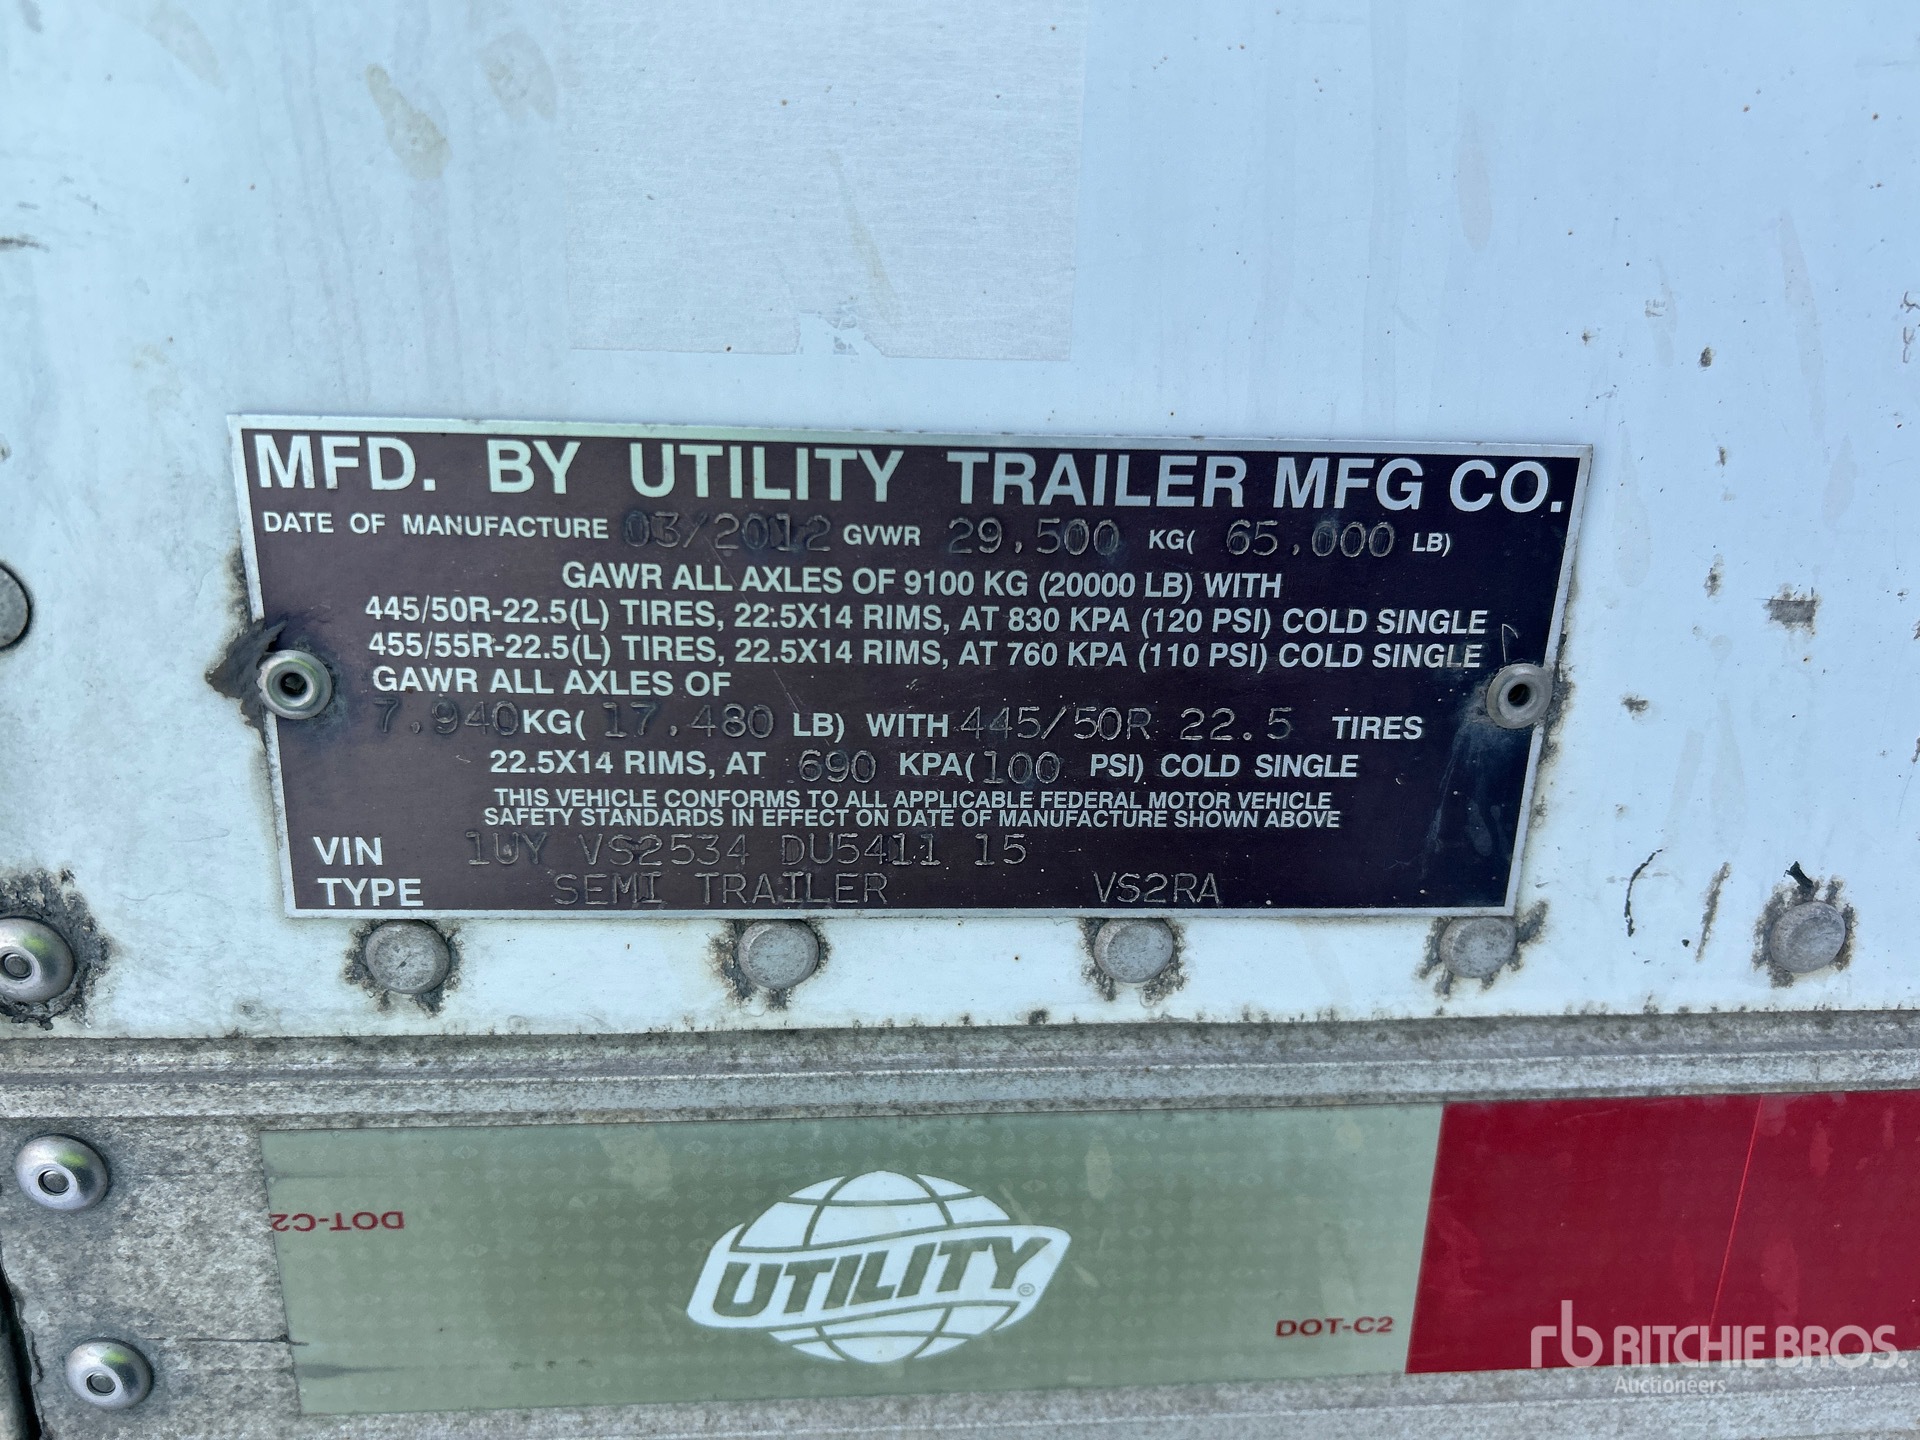 MFD. BY UTILITY TRAILER MFG CO.
DATE OF MANUFACTURE 03/2012 GVWR 29,500 KG( 65,000 LB)
GAWR ALL AXLES OF 9100 KG (20000 LB) WITH
445/50R-22.5(L) TIRES, 22.5X14 RIMS, AT 830 KPA (120 PSI) COLD SINGLE
455/55R-22.5(L) TIRES, 22.5X14 RIMS, AT 760 KPA (110 PSI) COLD SINGLE
GAWR ALL AXLES OF
7,940KG( 17,480 LB) WITH 445/50R 22.5 TIRES
22.5X14 RIMS, AT 690 KPA(100 PSI) COLD SINGLE
THIS VEHICLE CONFORMS TO ALL APPLICABLE FEDERAL MOTOR VEHICLE
SAFETY STANDARDS IN EFFECT ON DATE OF MANUFACTURE SHOWN ABOVE
VIN 1UY VS2534 DU5411 15
TYPE SEMI TRAILER VS2RA
DOT-C2
UTILITY®
DOT-C2
rb RITCHIE BROS.
Auctioneers